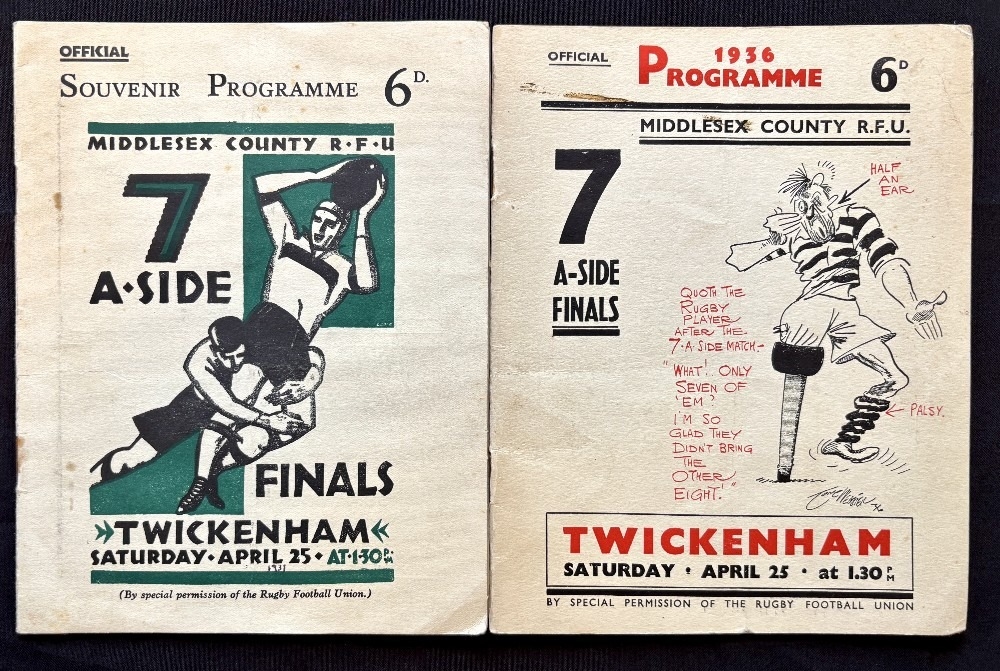 OFFICIAL
SOUVENIR PROGRAMME 6D.
MIDDLESEX COUNTY R·F·U
7
A·SIDE
FINALS
»TWICKENHAM«
SATURDAY·APRIL 25·AT·1·30 P.M
1931
(By special permission of the Rugby Football Union.)
OFFICIAL
1936
PROGRAMME
6D
MIDDLESEX COUNTY R.F.U.
7
A-SIDE
FINALS
HALF
AN
EAR
QUOTH THE
RUGBY
PLAYER
AFTER THE
7-A SIDE MATCH.-
"WHAT! ONLY
SEVEN OF
'EM?
I'M SO
GLAD THEY
DIDN'T BRING
THE
OTHER
EIGHT!"
PALSY.
TWICKENHAM
SATURDAY · APRIL 25 · at 1.30 PM
BY SPECIAL PERMISSION OF THE RUGBY FOOTBALL UNION